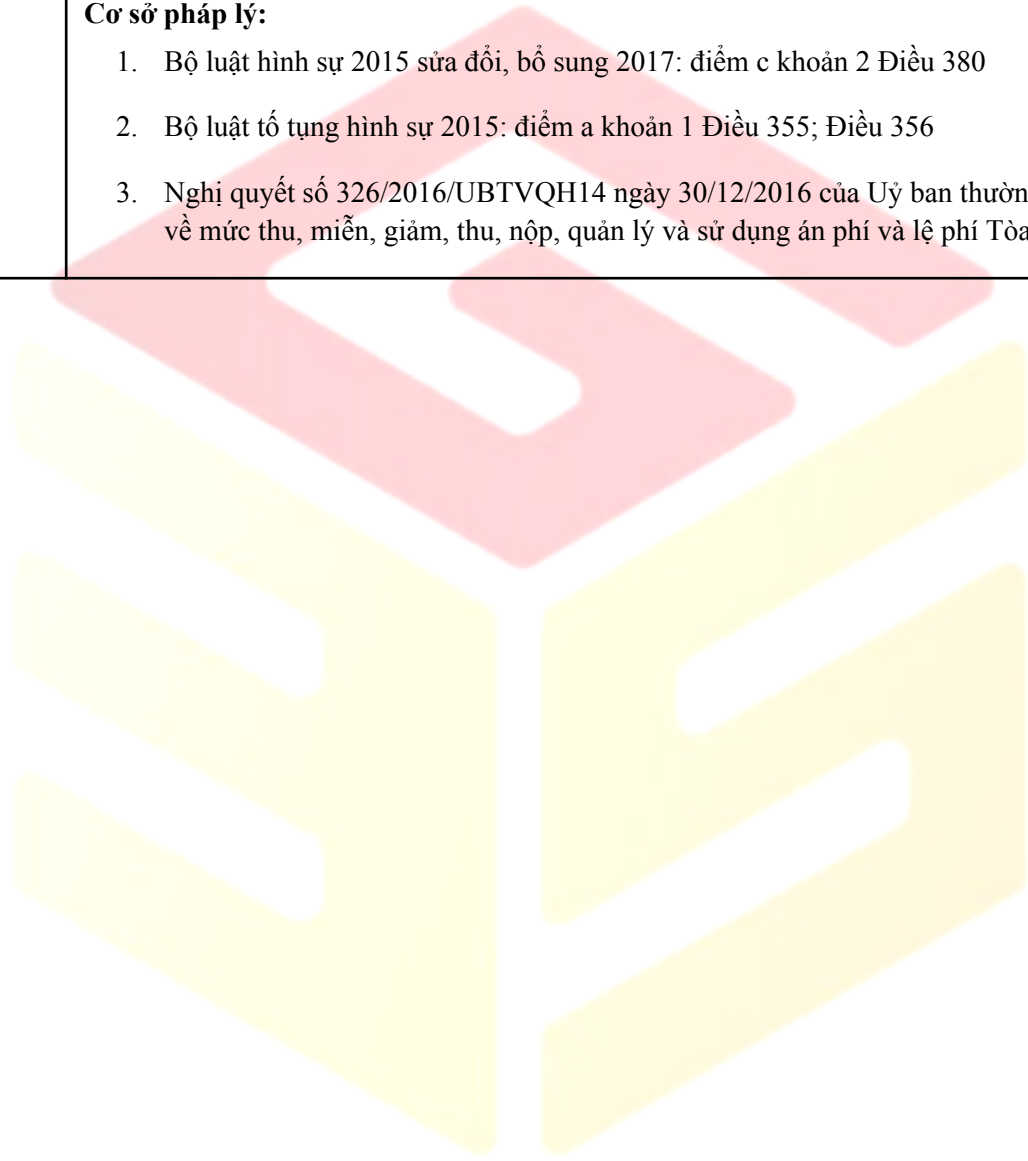 Cơ sở pháp lý:
1. Bộ luật hình sự 2015 sửa đổi, bổ sung 2017: điểm c khoản 2 Điều 380
2. Bộ luật tố tụng hình sự 2015: điểm a khoản 1 Điều 355; Điều 356
3. Nghị quyết số 326/2016/UBTVQH14 ngày 30/12/2016 của Uỷ ban thườn
về mức thu, miễn, giảm, thu, nộp, quản lý và sử dụng án phí và lệ phí Tòa